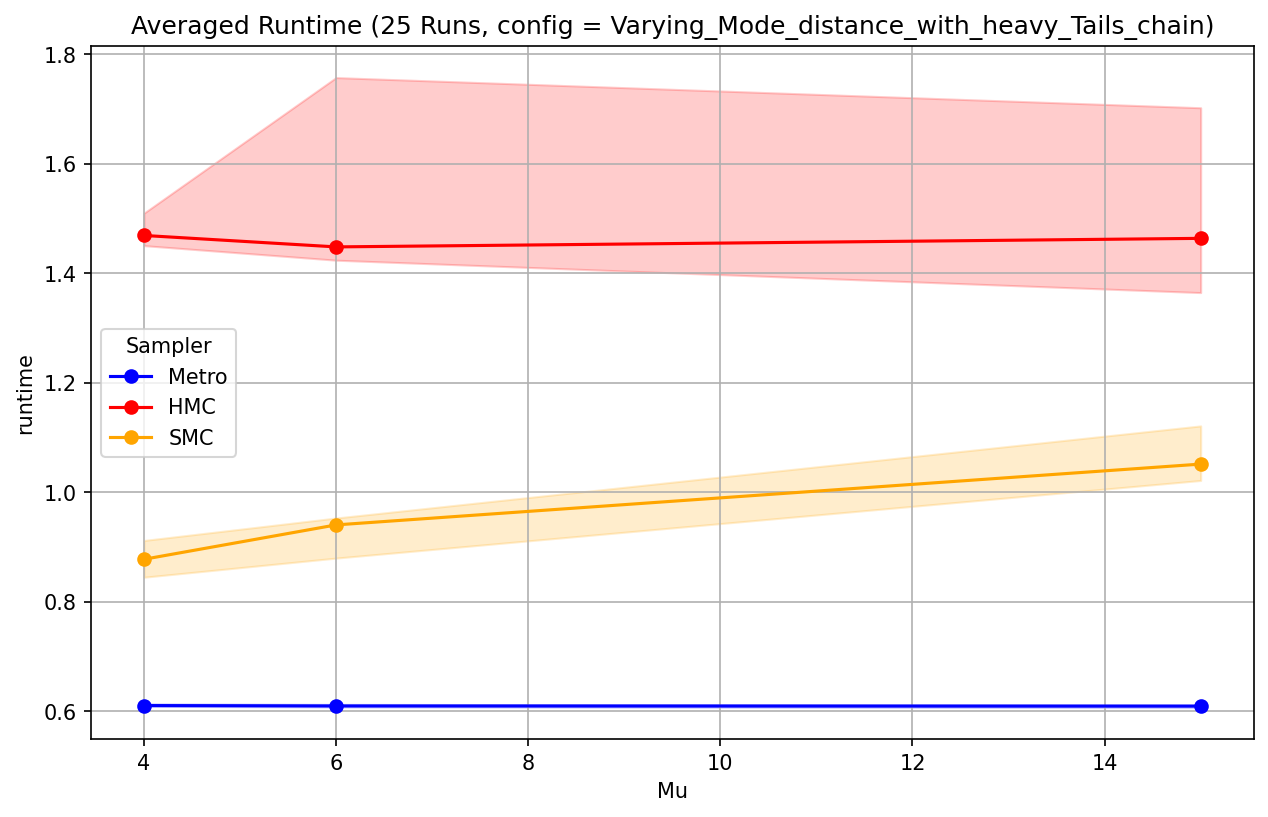 Averaged Runtime (25 Runs, config = Varying_Mode_distance_with_heavy_Tails_chain)
1.8
1.6
1.4
1.2
1.0
0.8
0.6
runtime
Sampler
Metro
HMC
SMC
4 6 8 10 12 14
Mu